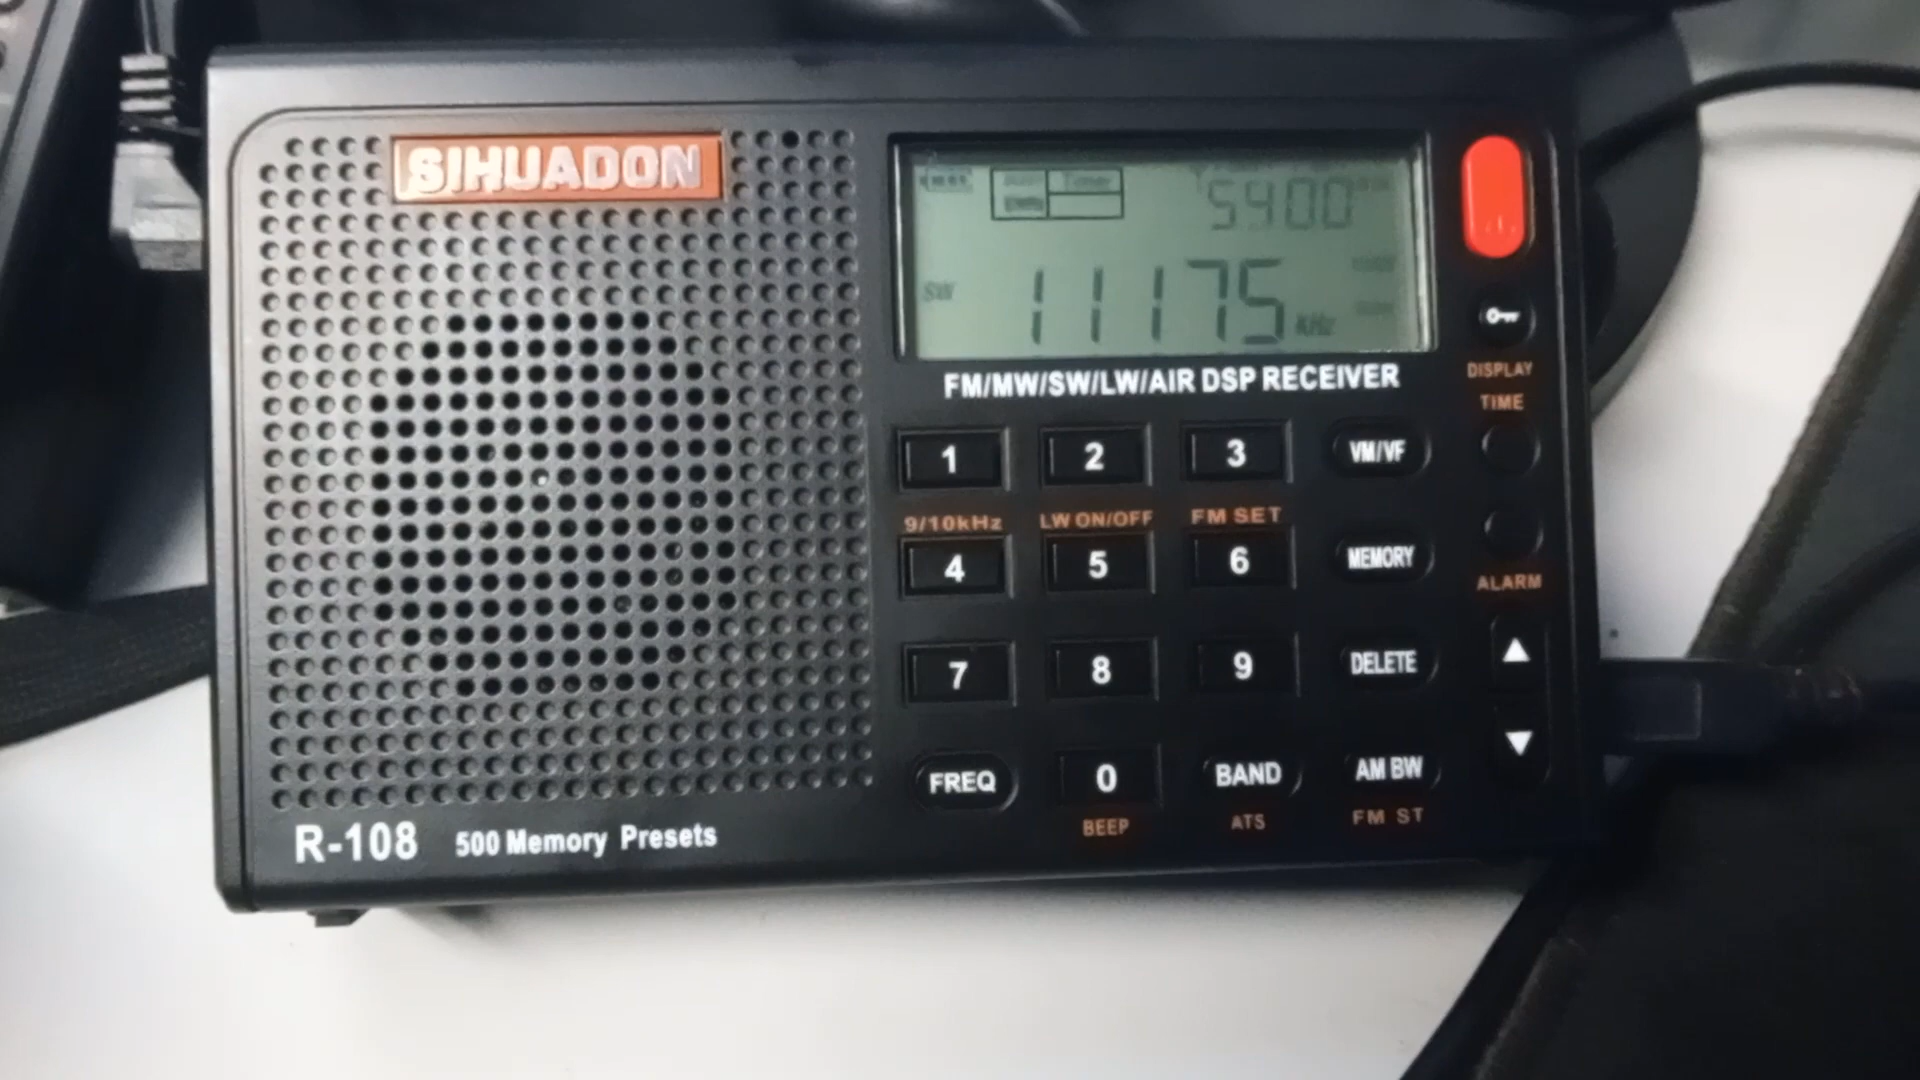 SIHUADON
Timer
5400
SW 11175 kHz
FM/MW/SW/LW/AIR DSP RECEIVER
DISPLAY
TIME
1 2 3 VM/VF
9/10kHz LW ON/OFF FM SET
4 5 6 MEMORY
ALARM
7 8 9 DELETE
FREQ 0 BAND AM BW
BEEP ATS FM ST
R-108 500 Memory Presets